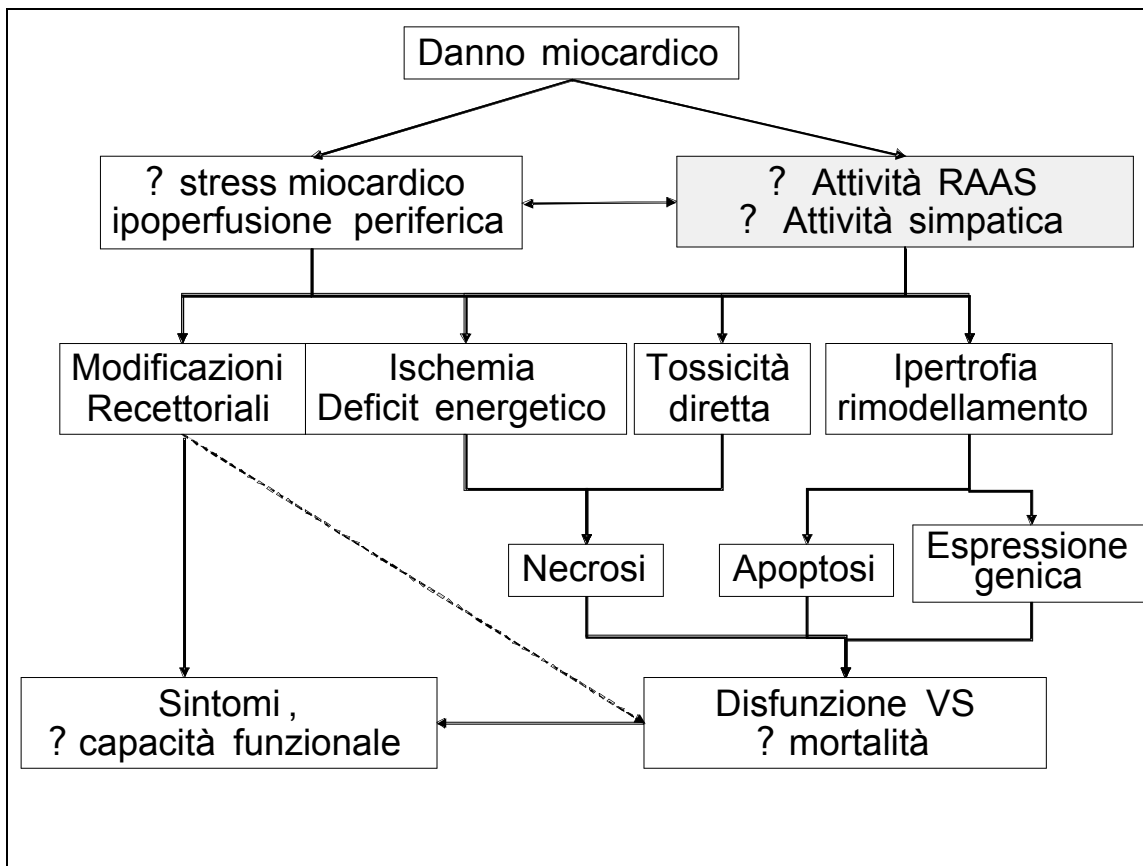 Danno miocardico
? stress miocardico
ipoperfusione periferica
? Attività RAAS
? Attività simpatica
Modificazioni
Recettoriali
Ischemia
Deficit energetico
Tossicità
diretta
Ipertrofia
rimodellamento
Necrosi
Apoptosi
Espressione
genica
Sintomi,
? capacità funzionale
Disfunzione VS
? mortalità